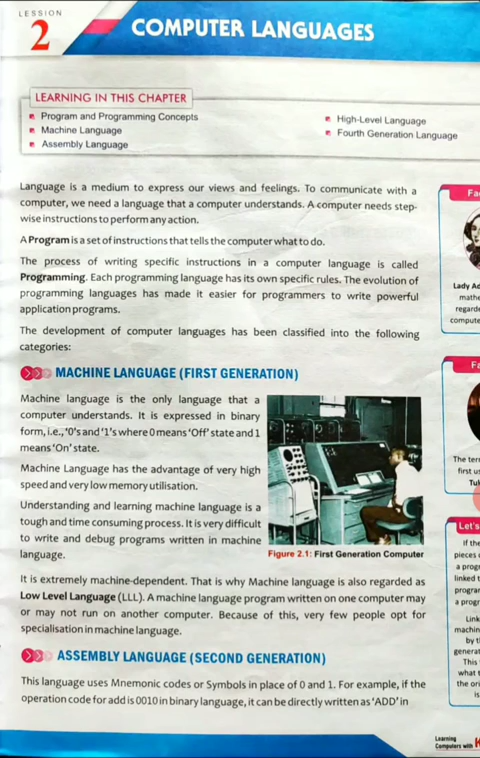 LESSION
2
COMPUTER LANGUAGES
LEARNING IN THIS CHAPTER
Program and Programming Concepts
Machine Language
Assembly Language
High-Level Language
Fourth Generation Language
Language is a medium to express our views and feelings. To communicate with a
computer, we need a language that a computer understands. A computer needs step-
wise instructions to perform any action.
A Program is a set of instructions that tells the computer what to do.
The process of writing specific instructions in a computer language is called
Programming. Each programming language has its own specific rules. The evolution of
programming languages has made it easier for programmers to write powerful
application programs.
The development of computer languages has been classified into the following
categories:
MACHINE LANGUAGE (FIRST GENERATION)
Machine language is the only language that a
computer understands. It is expressed in binary
form, i.e., '0's and '1's where 0 means 'Off' state and 1
means 'On' state.
Machine Language has the advantage of very high
speed and very low memory utilisation.
Understanding and learning machine language is a
tough and time consuming process. It is very difficult
to write and debug programs written in machine
language.
Figure 2.1: First Generation Computer
It is extremely machine-dependent. That is why Machine language is also regarded as
Low Level Language (LLL). A machine language program written on one computer may
or may not run on another computer. Because of this, very few people opt for
specialisation in machine language.
ASSEMBLY LANGUAGE (SECOND GENERATION)
This language uses Mnemonic codes or Symbols in place of 0 and 1. For example, if the
operation code for add is 0010 in binary language, it can be directly written as 'ADD' in
Lady
mathe
regarde
compute
The
first
Let's
If the
pieces
a
linked
a
Link
machin
by
generat
This
what
the
is
Learning
Computers with